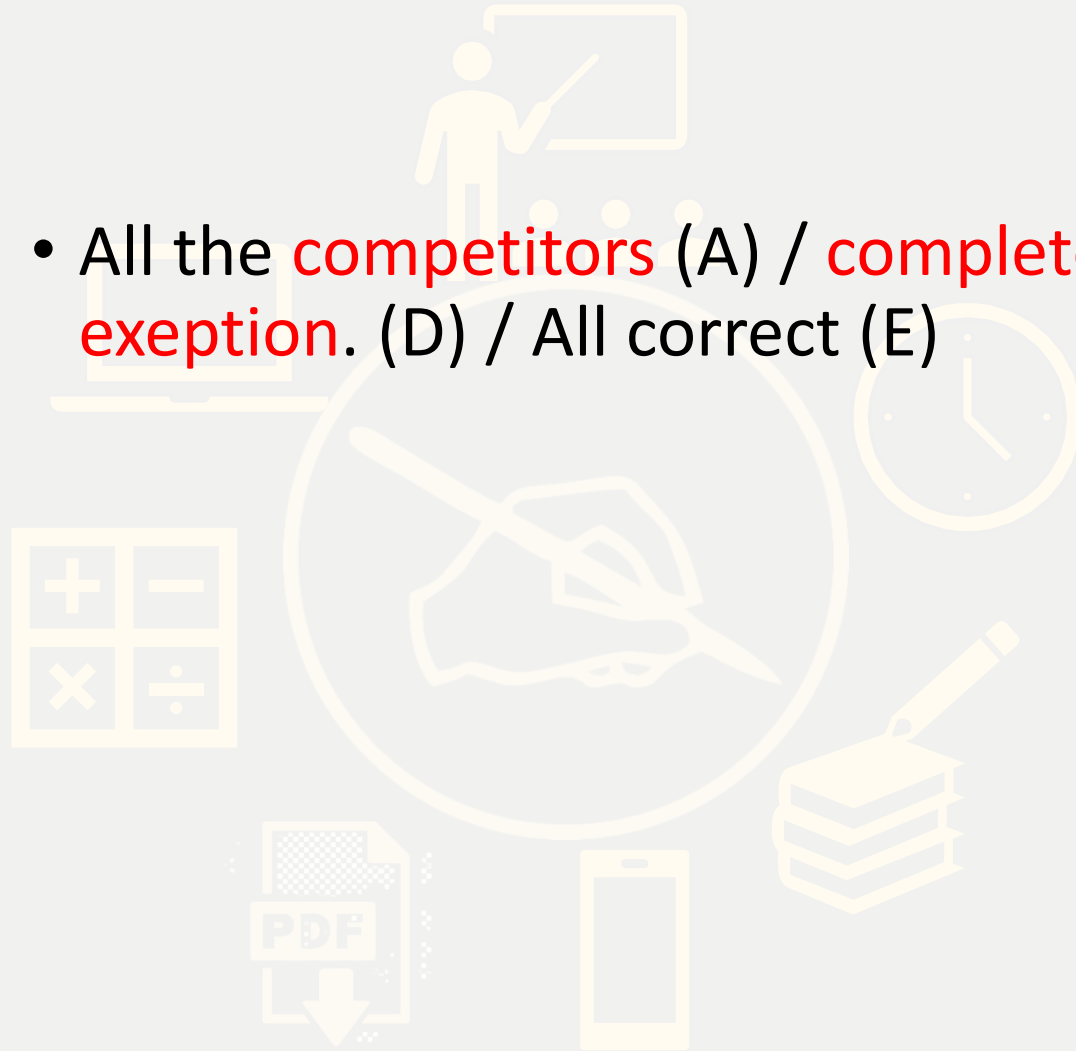 • All the competitors (A) /
exeption. (D) / All correct (E)
PDF